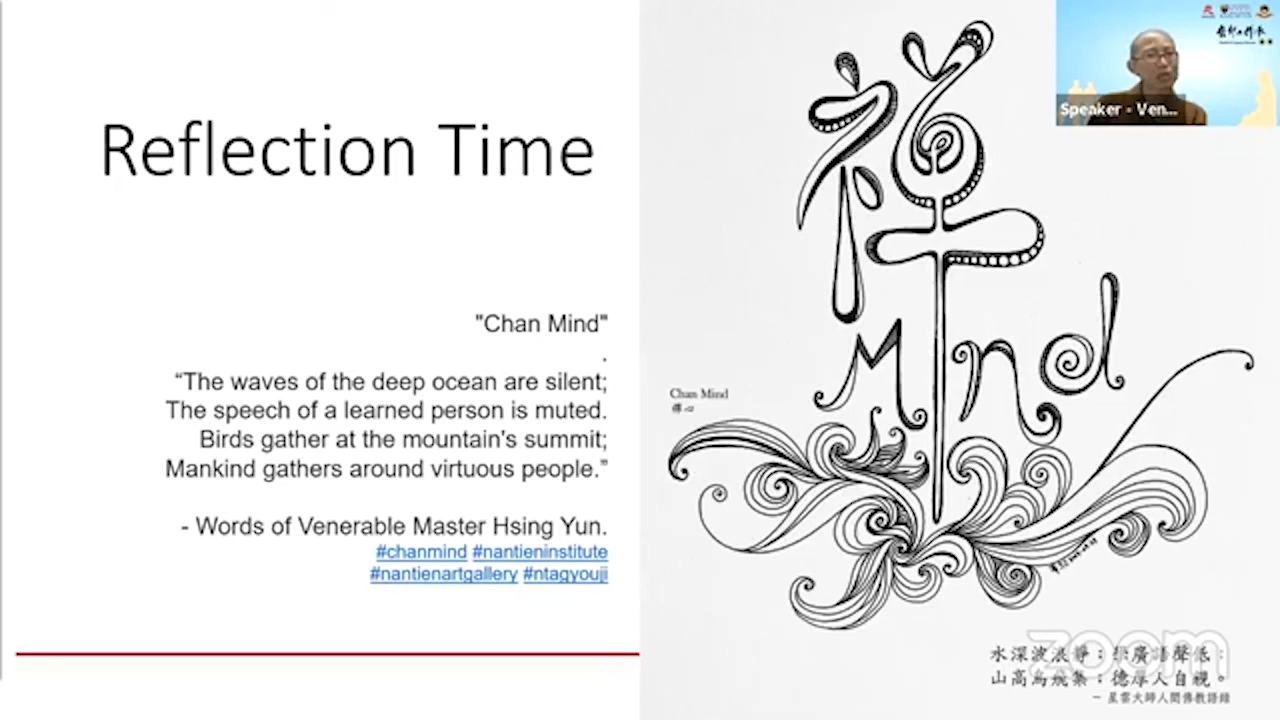 Reflection Time
"Chan Mind"
.
“The waves of the deep ocean are silent;
The speech of a learned person is muted.
Birds gather at the mountain's summit;
Mankind gathers around virtuous people.”
- Words of Venerable Master Hsing Yun.
#chanmind #nantieninstitute
#nantienartgallery #ntagyouji
Speaker - Ven...
禪
Mind
Chan Mind
禪心
水深波浪靜；學廣語聲低；
山高鳥飛集；德厚人自親。
－ 星雲大師人間佛教語錄
zoom